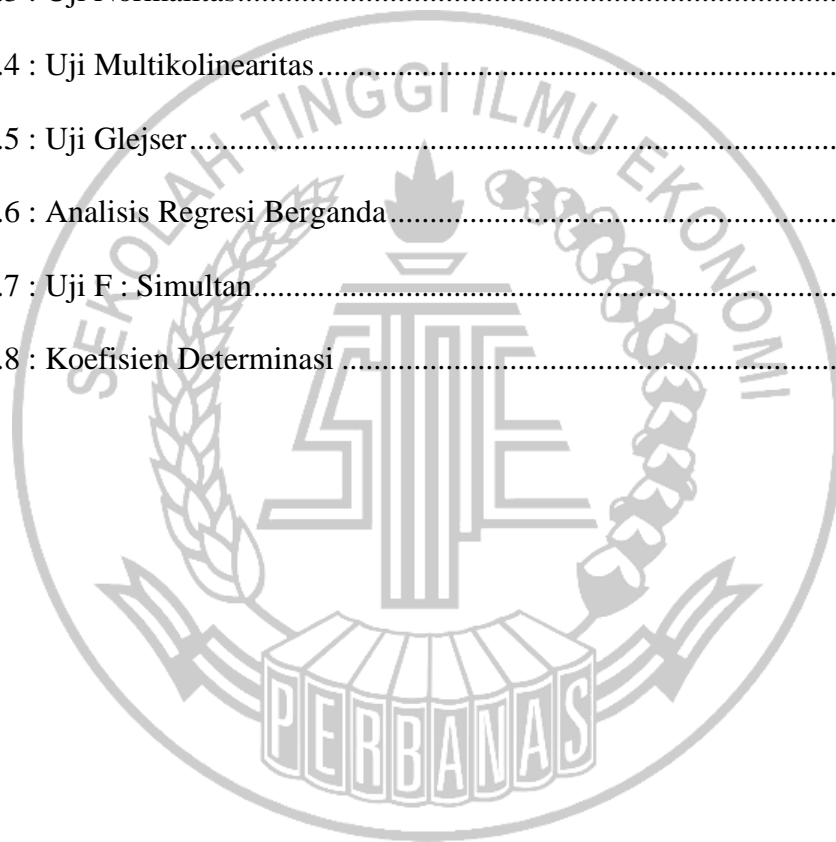 .3 : Uji Normalitas
.4 : Uji Multikolinearitas
.5 : Uji Glejser
.6 : Analisis Regresi Berganda
.7 : Uji F : Simultan
.8 : Koefisien Determinasi
SEKOLAH TINGGI ILMU EKONOMI
PERBANAS